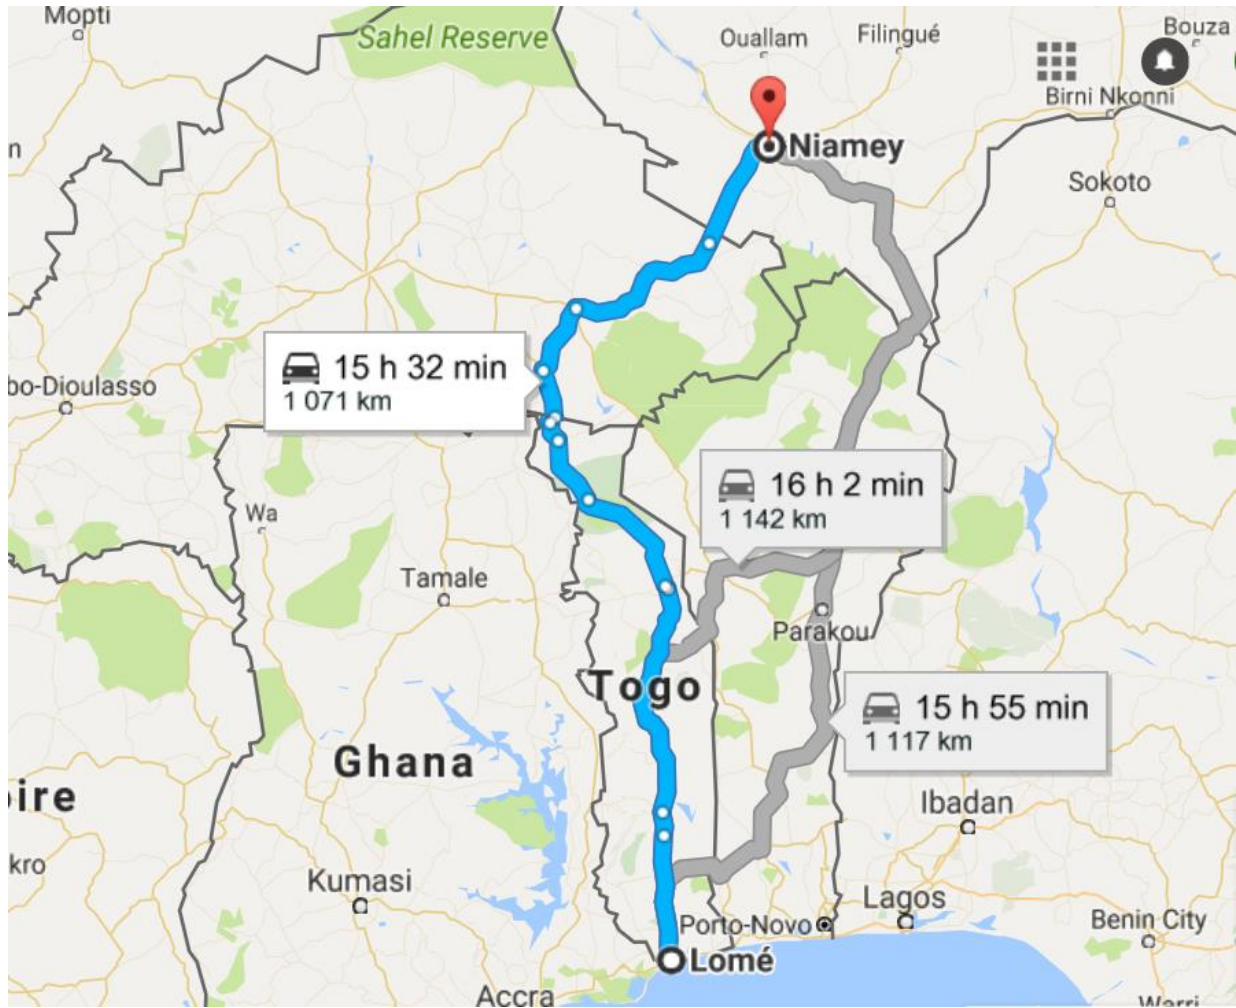 Mopti
Sahel Reserve
Ouallam
Filingué
Bouza
Birni Nkonni
n
Niamey
Sokoto
15 h 32 min
1 071 km
bo-Dioulasso
16 h 2 min
1 142 km
Wa
Tamale
Parakou
Togo
15 h 55 min
1 117 km
Ghana
oire
Ibadan
kro
Kumasi
Lagos
Porto-Novo
Benin City
Lomé
Accra
Warri